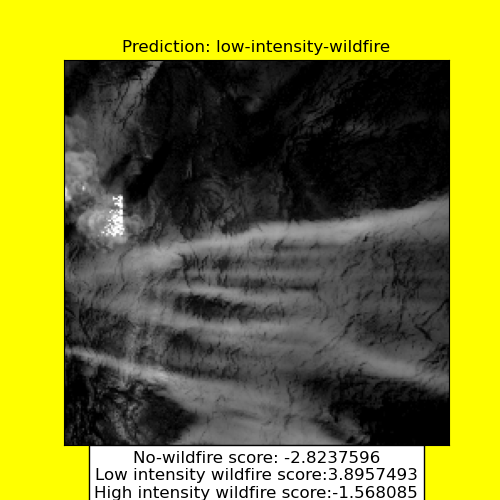 Prediction: low-intensity-wildfire
No-wildfire score: -2.8237596
Low intensity wildfire score:3.8957493
High intensity wildfire score:-1.568085